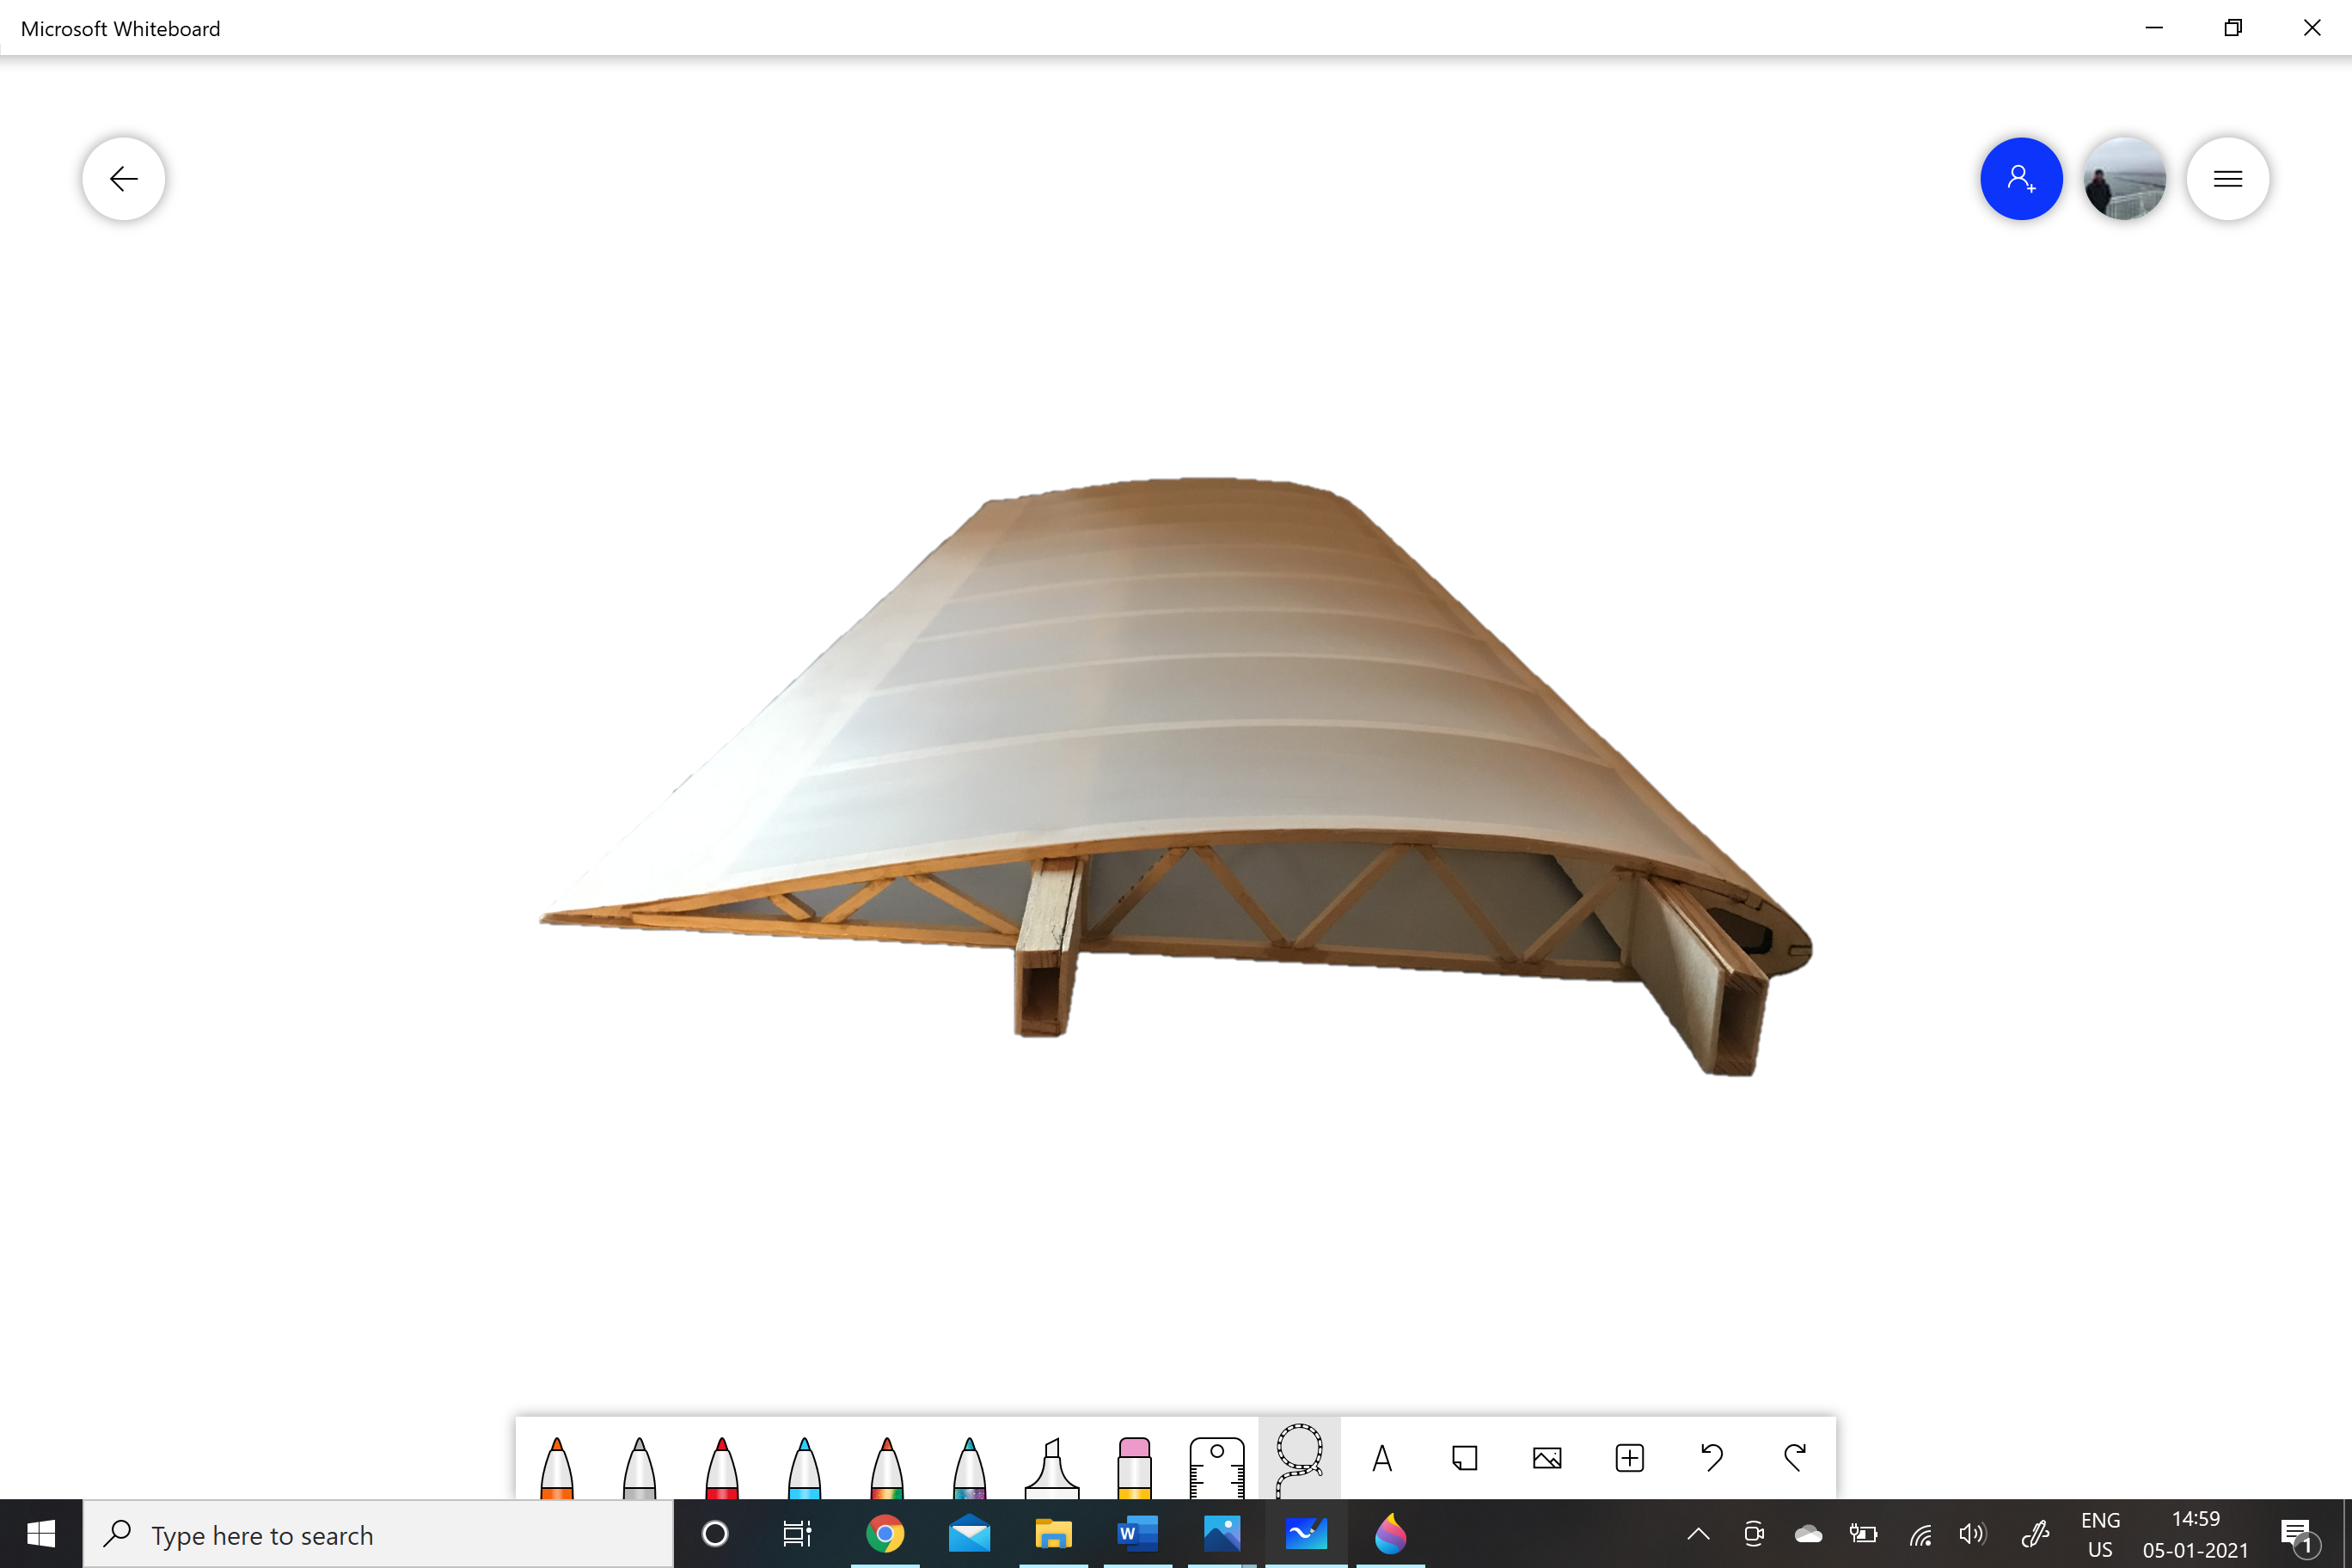 Microsoft Whiteboard
A
Type here to search
W
ENG
US
14:59
05-01-2021
1